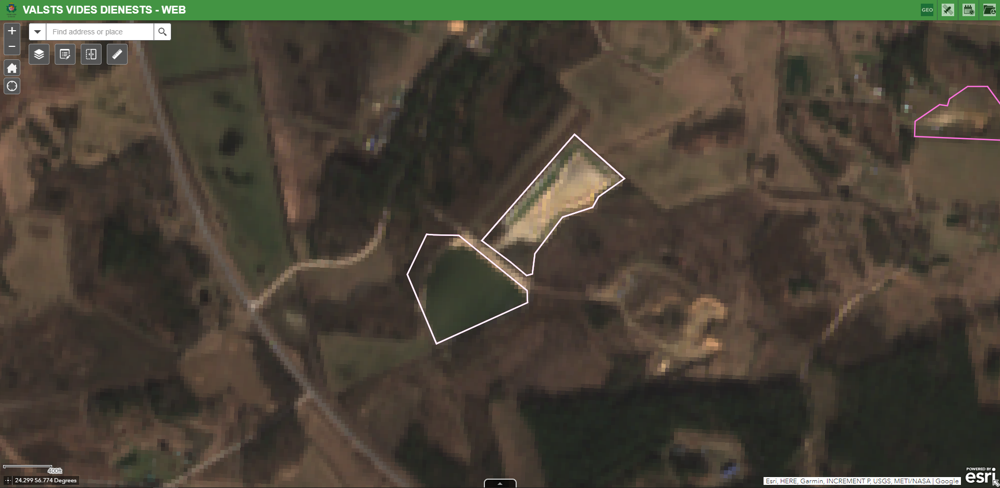 VALSTS VIDES DIENESTS - WEB
GEO
Find address or place
400ft
24.299 56.774 Degrees
Esri, HERE, Garmin, INCREMENT P, USGS, METI/NASA | Google
POWERED BY
esri